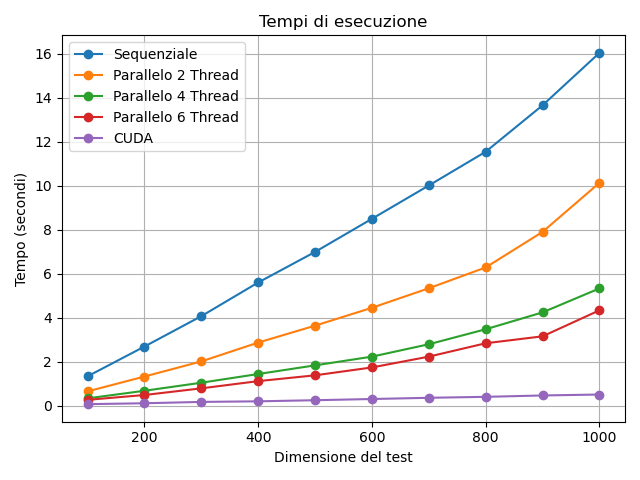 Tempi di esecuzione
Sequenziale
Parallelo 2 Thread
Parallelo 4 Thread
Parallelo 6 Thread
CUDA
Tempo (secondi)
16
14
12
10
8
6
4
2
0
200 400 600 800 1000
Dimensione del test